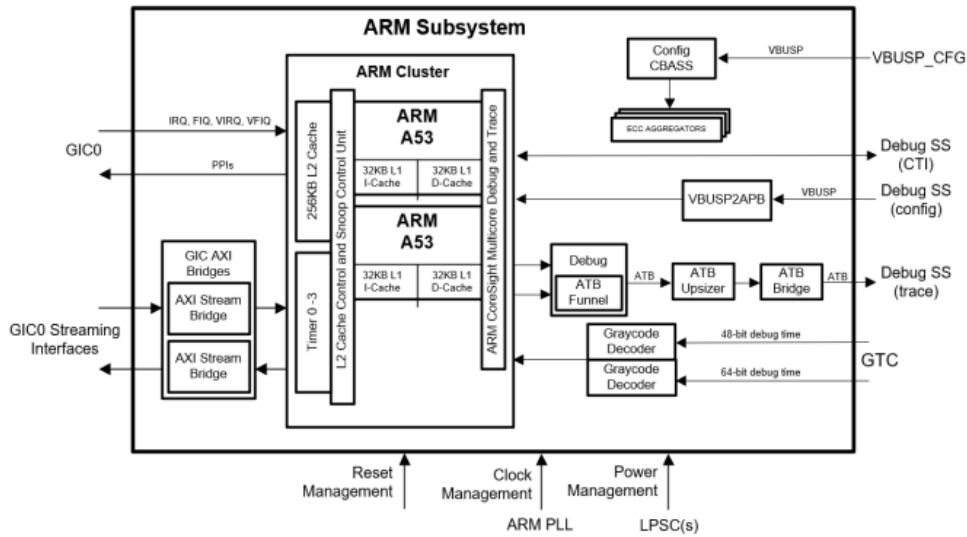 ARM Subsystem
ARM Cluster
Config
CBASS
VBUSP
VBUSP_CFG
ECC AGGREGATORS
IRQ, FIQ, VIRQ, VFIQ
GIC0
PPIs
256KB L2 Cache
L2 Cache Control and Snoop Control Unit
ARM
A53
32KB L1
I-Cache
32KB L1
D-Cache
ARM
A53
32KB L1
I-Cache
32KB L1
D-Cache
ARM CoreSight Multicore Debug and Trace
Timer 0 -3
Debug SS
(CTI)
VBUS2APB
VBUSP
Debug SS
(config)
GIC AXI
Bridges
AXI Stream
Bridge
AXI Stream
Bridge
GIC0 Streaming
Interfaces
Debug
ATB
Funnel
ATB
ATB
Upsizer
ATB
Bridge
ATB
Debug SS
(trace)
Graycode
Decoder
48-bit debug time
Graycode
Decoder
64-bit debug time
GTC
Reset
Management
Clock
Management
ARM PLL
Power
Management
LPSC(s)